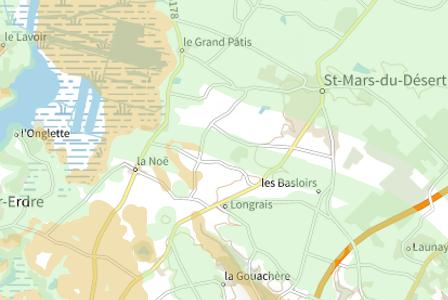 178
le Lavoir
le Grand Pâtis
St-Mars-du-Désert
l'Onglette
la Noë
les Basloirs
r-Erdre
Longrais
Launay
la Gouachère